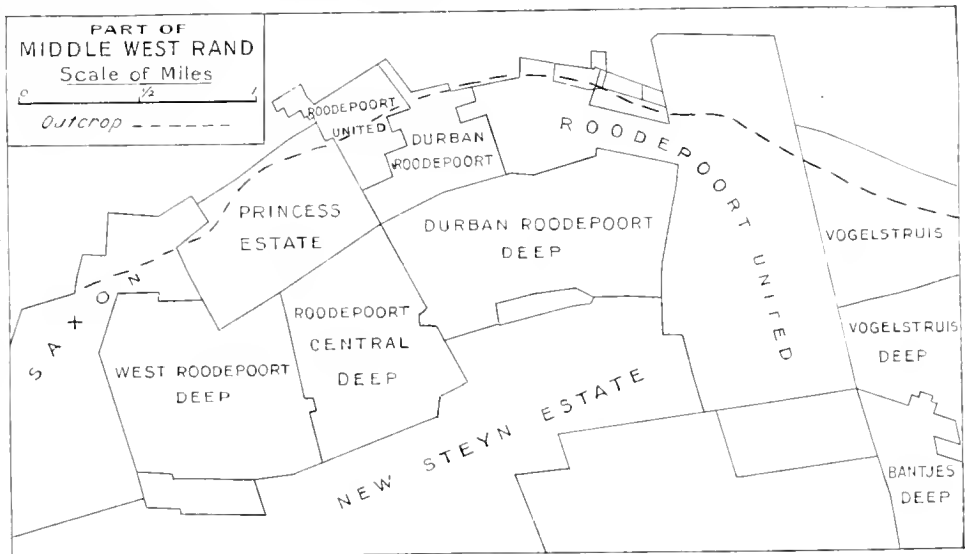 PART OF
MIDDLE WEST RAND
Scale of Miles
0 1/2 1
Outcrop
ROODEPOORT
UNITED
DURBAN
ROODEPOORT
ROODEPOORT UNITED
PRINCESS
ESTATE
DURBAN ROODEPOORT
DEEP
VOGELSTRUIS
SAXON
ROODEPOORT
CENTRAL
DEEP
VOGELSTRUIS
DEEP
WEST ROODEPOORT
DEEP
NEW STEYN ESTATE
BANTJES
DEEP